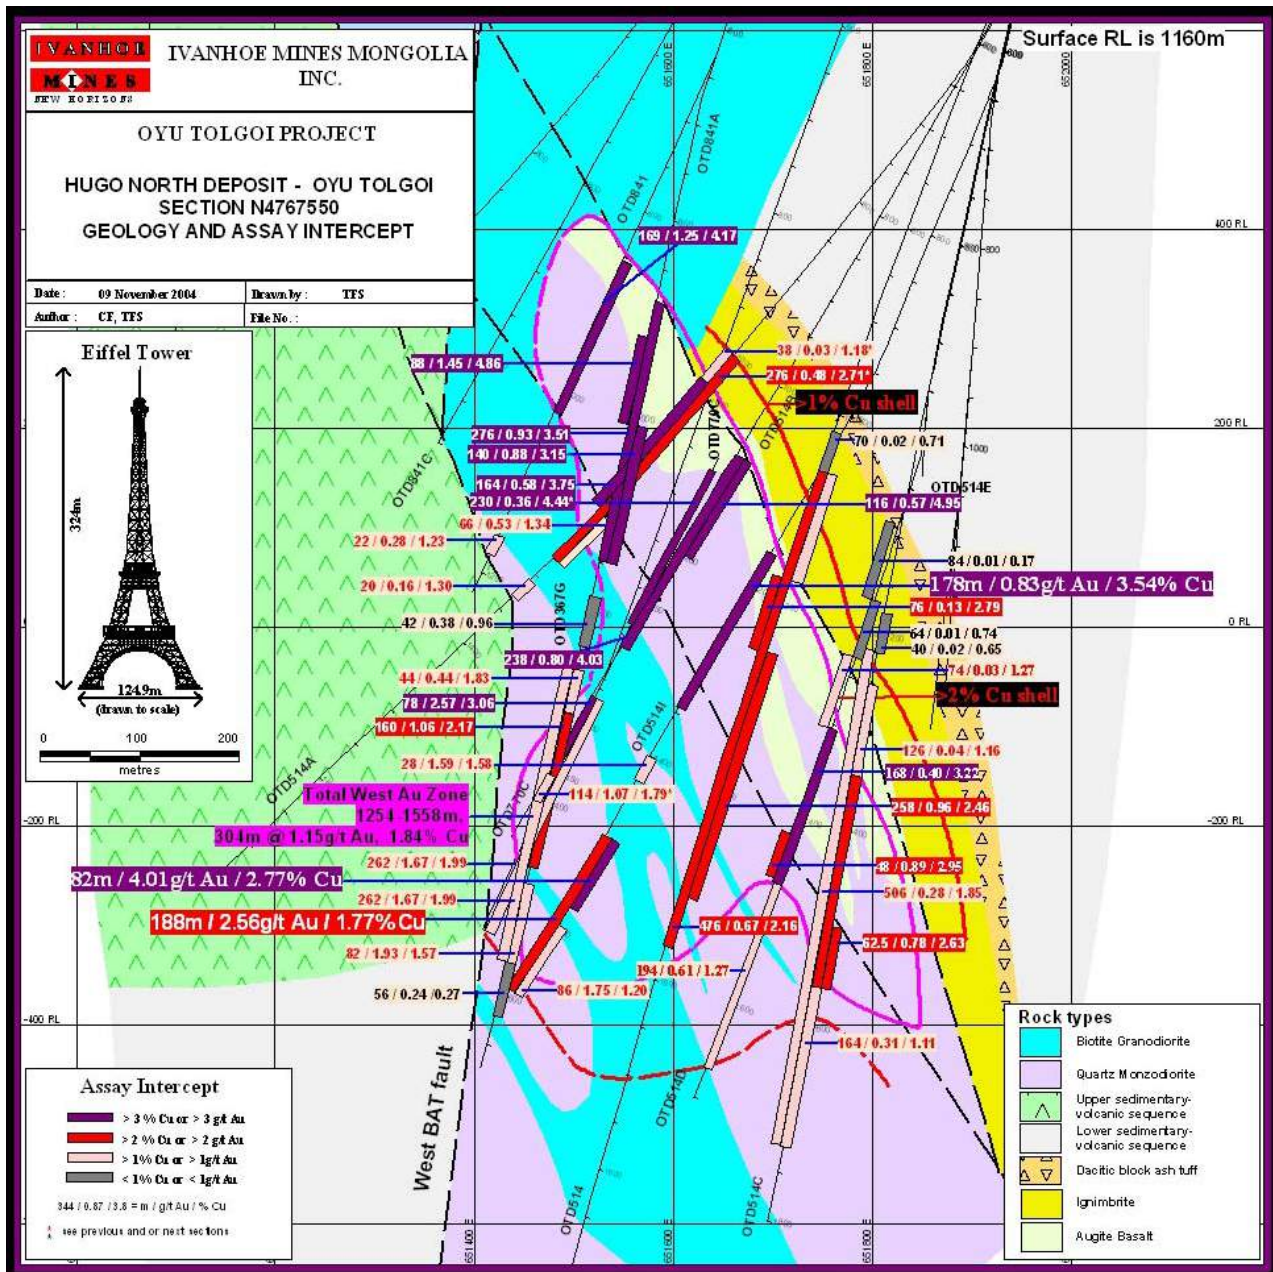 IVANHOE
MINES
NEW HORIZONS
IVANHOE MINES MONGOLIA
INC.
OYU TOLGOI PROJECT
HUGO NORTH DEPOSIT - OYU TOLGOI
SECTION N4767550
GEOLOGY AND ASSAY INTERCEPT
Date : 09 November 2004 Drawn by : TFS
Author : CF, TFS File No. :
Surface RL is 1160m
651600 E
651800 E
652000
Eiffel Tower
324m
124.9m
(drawn to scale)
0 200
metres
OTD841
OTD841A
400 RL
169 / 1.25 / 4.17
38 / 0.03 / 1.18*
88 / 1.45 / 4.86
276 / 0.48 / 2.71*
>1% Cu shell
OTD770C
OTD514B
200 RL
276 / 0.93 / 3.51
70 / 0.02 / 0.71
140 / 0.88 / 3.15
1000
OTD841C
164 / 0.58 / 3.75
OTD514E
230 / 0.36 / 4.44*
116 / 0.57 /4.95
66 / 0.53 / 1.34
22 / 0.28 / 1.23
84 / 0.01 / 0.17
178m / 0.83g/t Au / 3.54% Cu
20 / 0.16 / 1.30
76 / 0.13 / 2.79
OTD367G
42 / 0.38 / 0.96
0 RL
64 / 0.01 / 0.74
40 / 0.02 / 0.65
238 / 0.80 / 4.03
74 / 0.03 / 1.27
44 / 0.44 / 1.83
>2% Cu shell
78 / 2.57 / 3.06
160 / 1.06 / 2.17
OTD514I
126 / 0.04 / 1.16
28 / 1.59 / 1.58
168 / 0.40 / 3.22
OTD514A
114 / 1.07 / 1.79*
Total West Au Zone
1254-1558m.
304m @ 1.15g/t Au, 1.84% Cu
258 / 0.96 / 2.46
OTD770C
-200 RL
262 / 1.67 / 1.99
48 / 0.89 / 2.95
82m / 4.01g/t Au / 2.77% Cu
506 / 0.28 / 1.85
262 / 1.67 / 1.99
188m / 2.56g/t Au / 1.77% Cu
476 / 0.67 / 2.16
62.5 / 0.78 / 2.63
82 / 1.93 / 1.57
194 / 0.61 / 1.27
56 / 0.24 /0.27
86 / 1.75 / 1.20
-400 RL
164 / 0.31 / 1.11
West BAT fault
OTD514D
OTD514
OTD514C
651400 E
651600
651800
Assay Intercept
> 3 % Cu or > 3 g/t Au
> 2 % Cu or > 2 g/t Au
> 1% Cu or > 1g/t Au
< 1% Cu or < 1g/t Au
344 / 0.87 / 3.8 = m / g/t Au / % Cu
see previous and or next sections
Rock types
Biotite Granodiorite
Quartz Monzodiorite
Upper sedimentary-
volcanic sequence
Lower sedimentary-
volcanic sequence
Dacitic block ash tuff
Ignimbrite
Augite Basalt